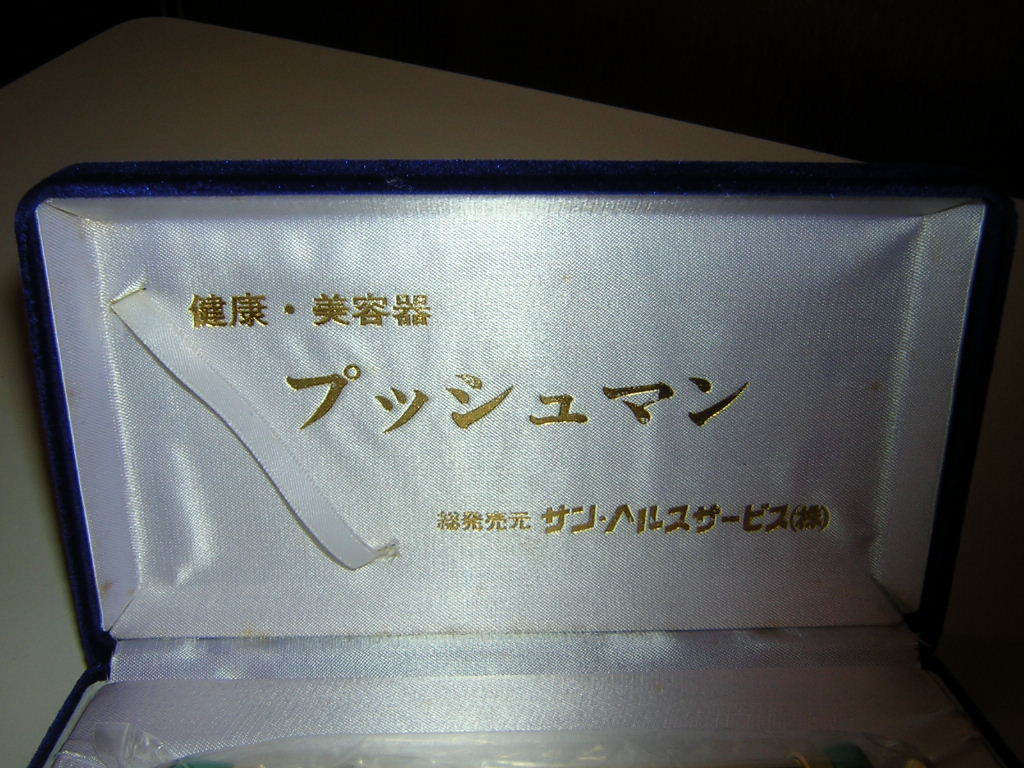 健康・美容器
プッシュマン
総発売元 サン・ヘルスサービス(株)